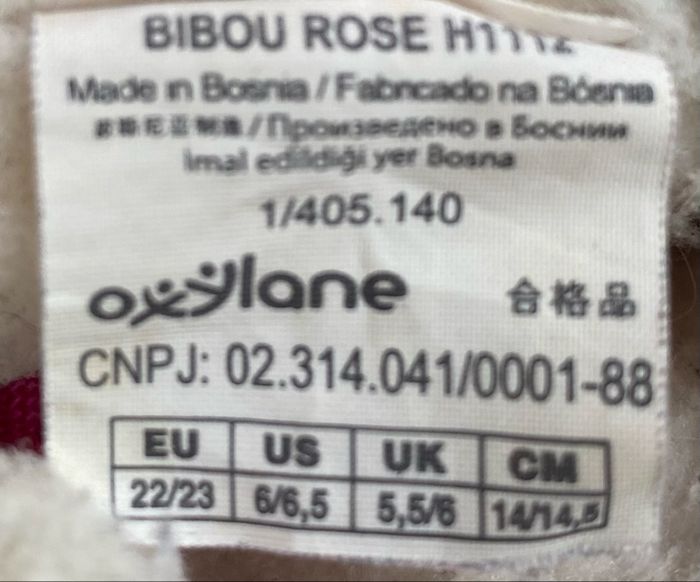 BIBOU ROSE H1112
Made in Bosnia / Fabricado na Bósnia
波斯尼亚制造 / Произведено в Боснии
İmal edildiği yer Bosna
1/405.140
oxylane 合格品
CNPJ: 02.314.041/0001-88
EU US UK CM
22/23 6/6,5 5,5/6 14/14,5